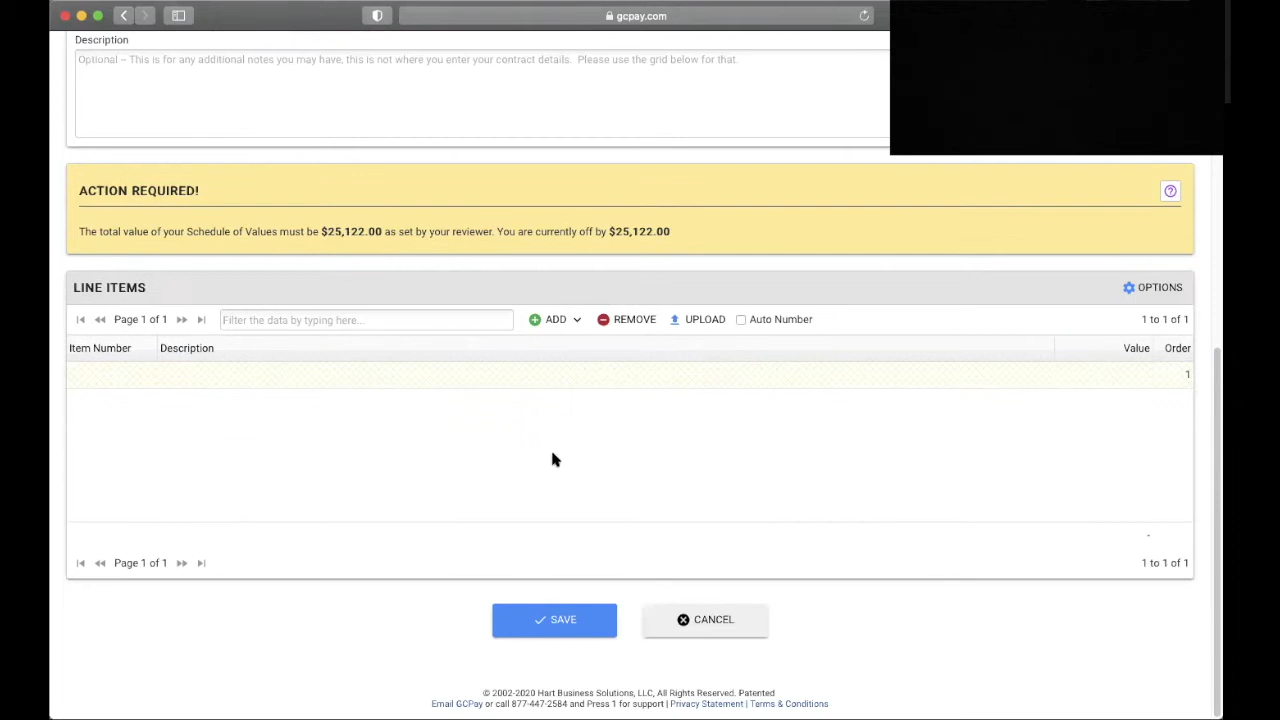 gcpay.com
Description
Optional – This is for any additional notes you may have, this is not where you enter your contract details. Please use the grid below for that.
ACTION REQUIRED!
The total value of your Schedule of Values must be $25,122.00 as set by your reviewer. You are currently off by $25,122.00
LINE ITEMS
OPTIONS
Page 1 of 1 Filter the data by typing here... ADD REMOVE UPLOAD Auto Number 1 to 1 of 1
Item Number Description Value Order
1
-
Page 1 of 1 1 to 1 of 1
SAVE CANCEL
© 2002-2020 Hart Business Solutions, LLC, All Rights Reserved. Patented
Email GCPay or call 877-447-2584 and Press 1 for support | Privacy Statement | Terms & Conditions